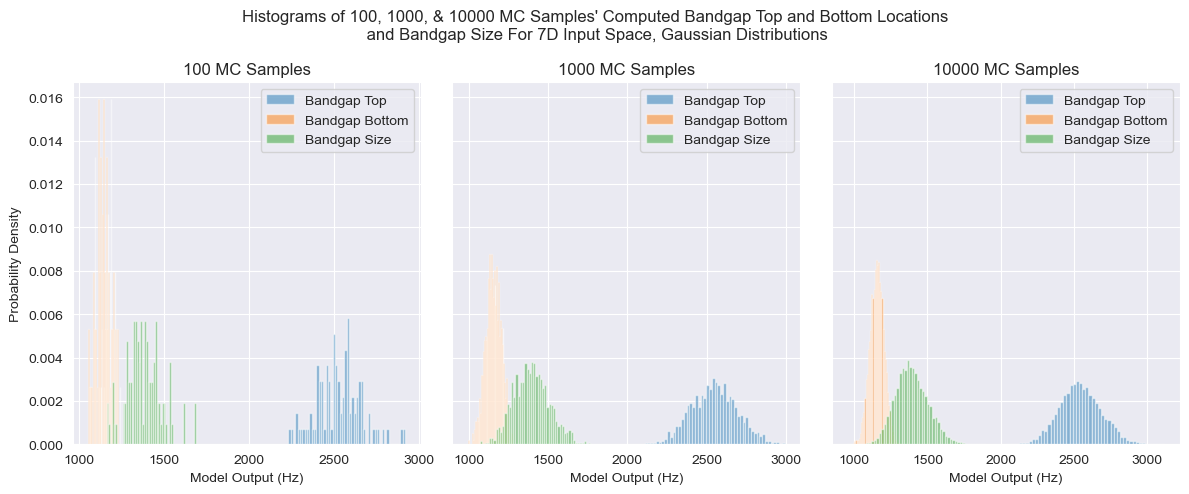 Histograms of 100, 1000, & 10000 MC Samples' Computed Bandgap Top and Bottom Locations
and Bandgap Size For 7D Input Space, Gaussian Distributions
100 MC Samples
1000 MC Samples
10000 MC Samples
Probability Density
0.016
0.014
0.012
0.010
0.008
0.006
0.004
0.002
0.000
Bandgap Top
Bandgap Bottom
Bandgap Size
Bandgap Top
Bandgap Bottom
Bandgap Size
Bandgap Top
Bandgap Bottom
Bandgap Size
1000 1500 2000 2500 3000
1000 1500 2000 2500 3000
1000 1500 2000 2500 3000
Model Output (Hz)
Model Output (Hz)
Model Output (Hz)